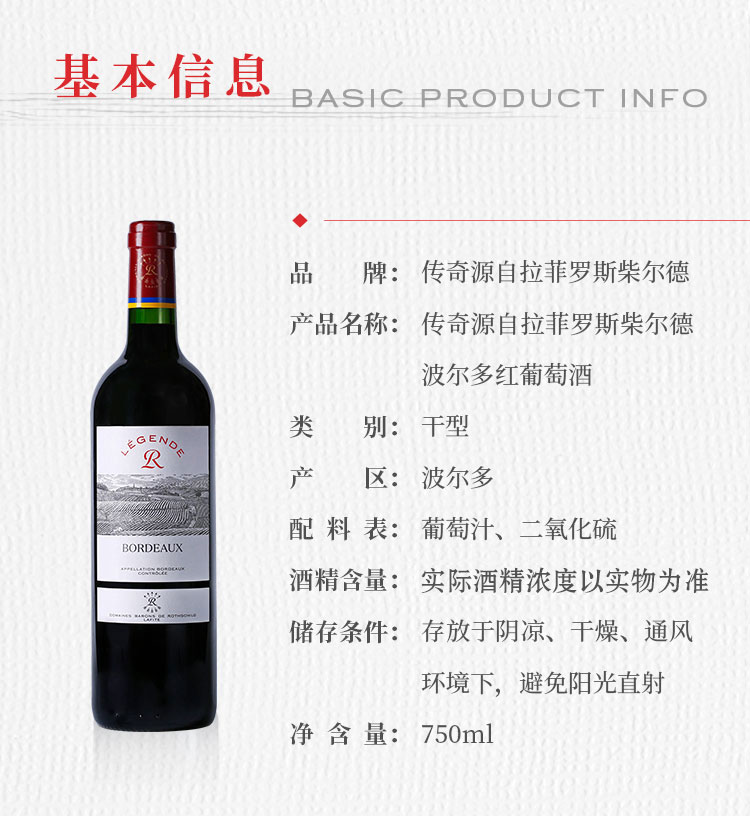 基本信息
BASIC PRODUCT INFO
品牌：传奇源自拉菲罗斯柴尔德
产品名称：传奇源自拉菲罗斯柴尔德
波尔多红葡萄酒
类别：干型
产区：波尔多
配料表：葡萄汁、二氧化硫
酒精含量：实际酒精浓度以实物为准
储存条件：存放于阴凉、干燥、通风
环境下，避免阳光直射
净含量：750ml
R
LÉGENDE
R
BORDEAUX
APPELLATION BORDEAUX
CONTRÔLÉE
R
DOMAINES BARONS DE ROTHSCHILD
LAFITE